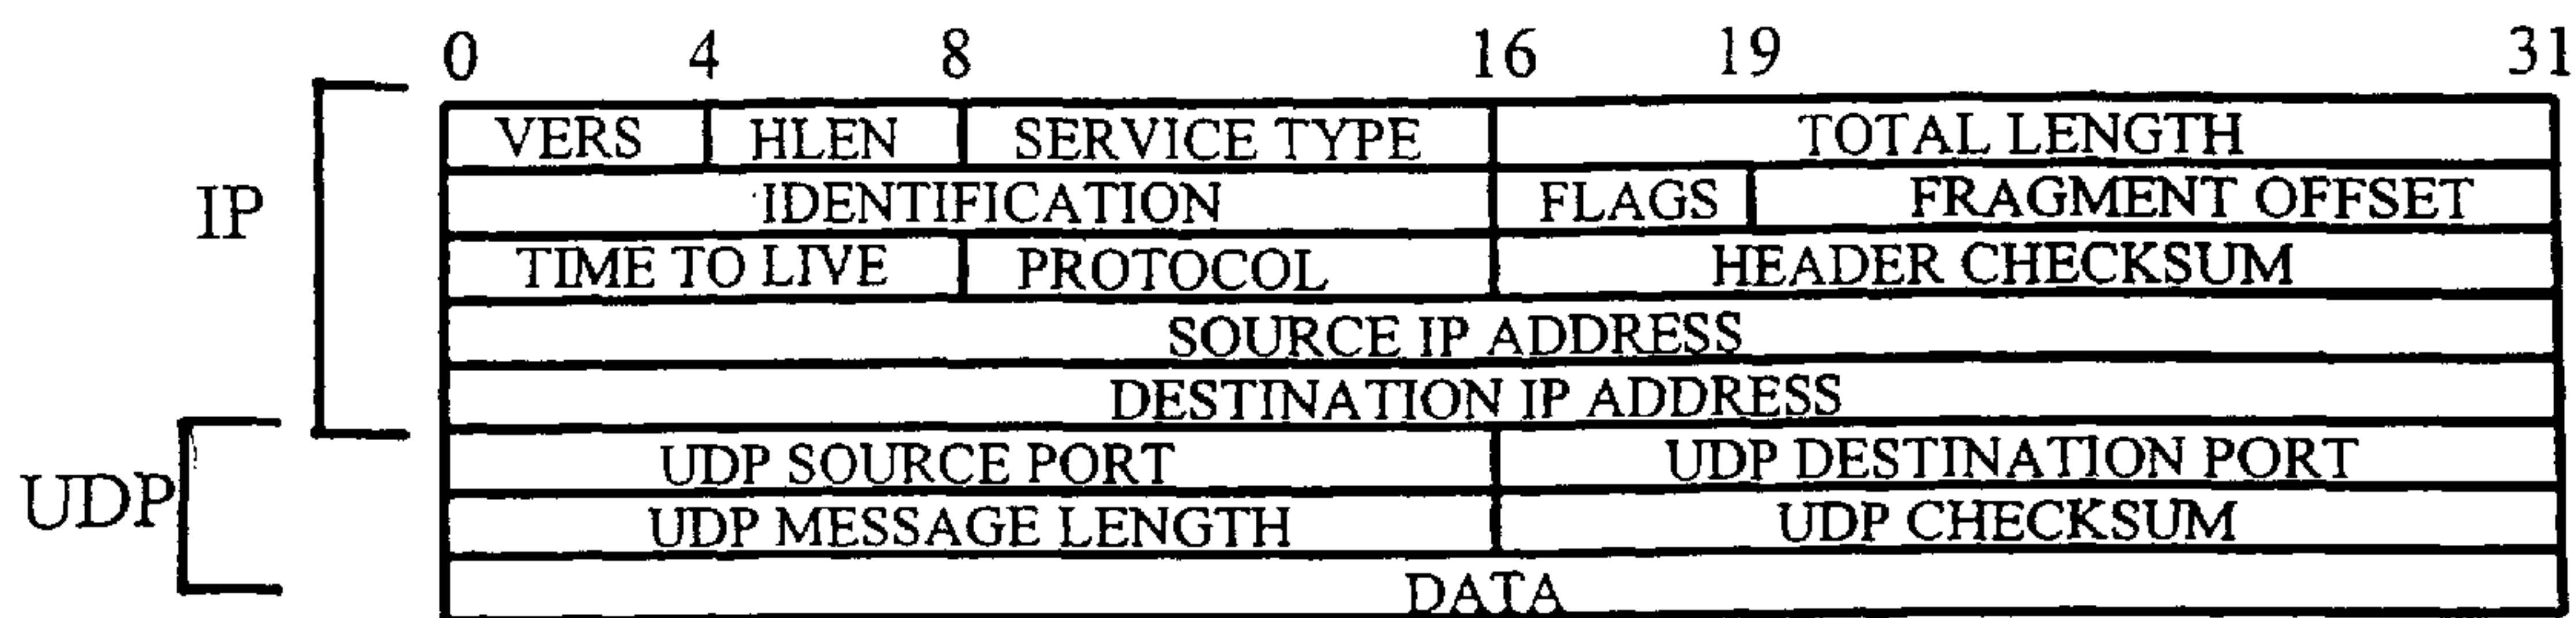 0 4 8 16 19 31
VERS HLEN SERVICE TYPE TOTAL LENGTH
IP IDENTIFICATION FLAGS FRAGMENT OFFSET
TIME TO LIVE PROTOCOL HEADER CHECKSUM
SOURCE IP ADDRESS
DESTINATION IP ADDRESS
UDP SOURCE PORT UDP DESTINATION PORT
UDP UDP MESSAGE LENGTH UDP CHECKSUM
DATA